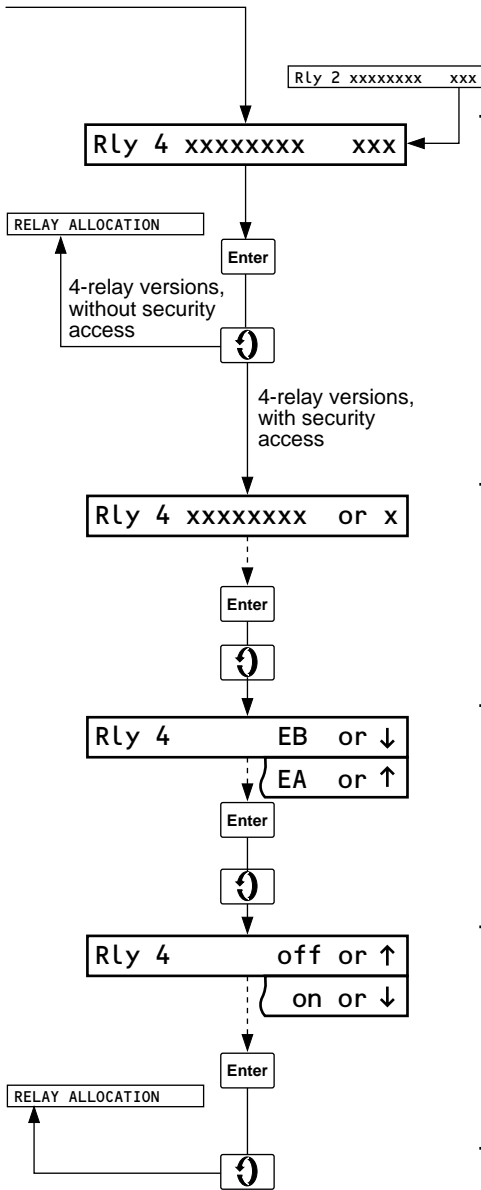 Rly 2 xxxxxxxx xxx
Rly 4 xxxxxxxx xxx
RELAY ALLOCATION
Enter
4-relay versions,
without security
access
4-relay versions,
with security
access
Rly 4 xxxxxxxx or x
Enter
Rly 4 EB or ↓
EA or ↑
Enter
Rly 4 off or ↑
on or ↓
Enter
RELAY ALLOCATION